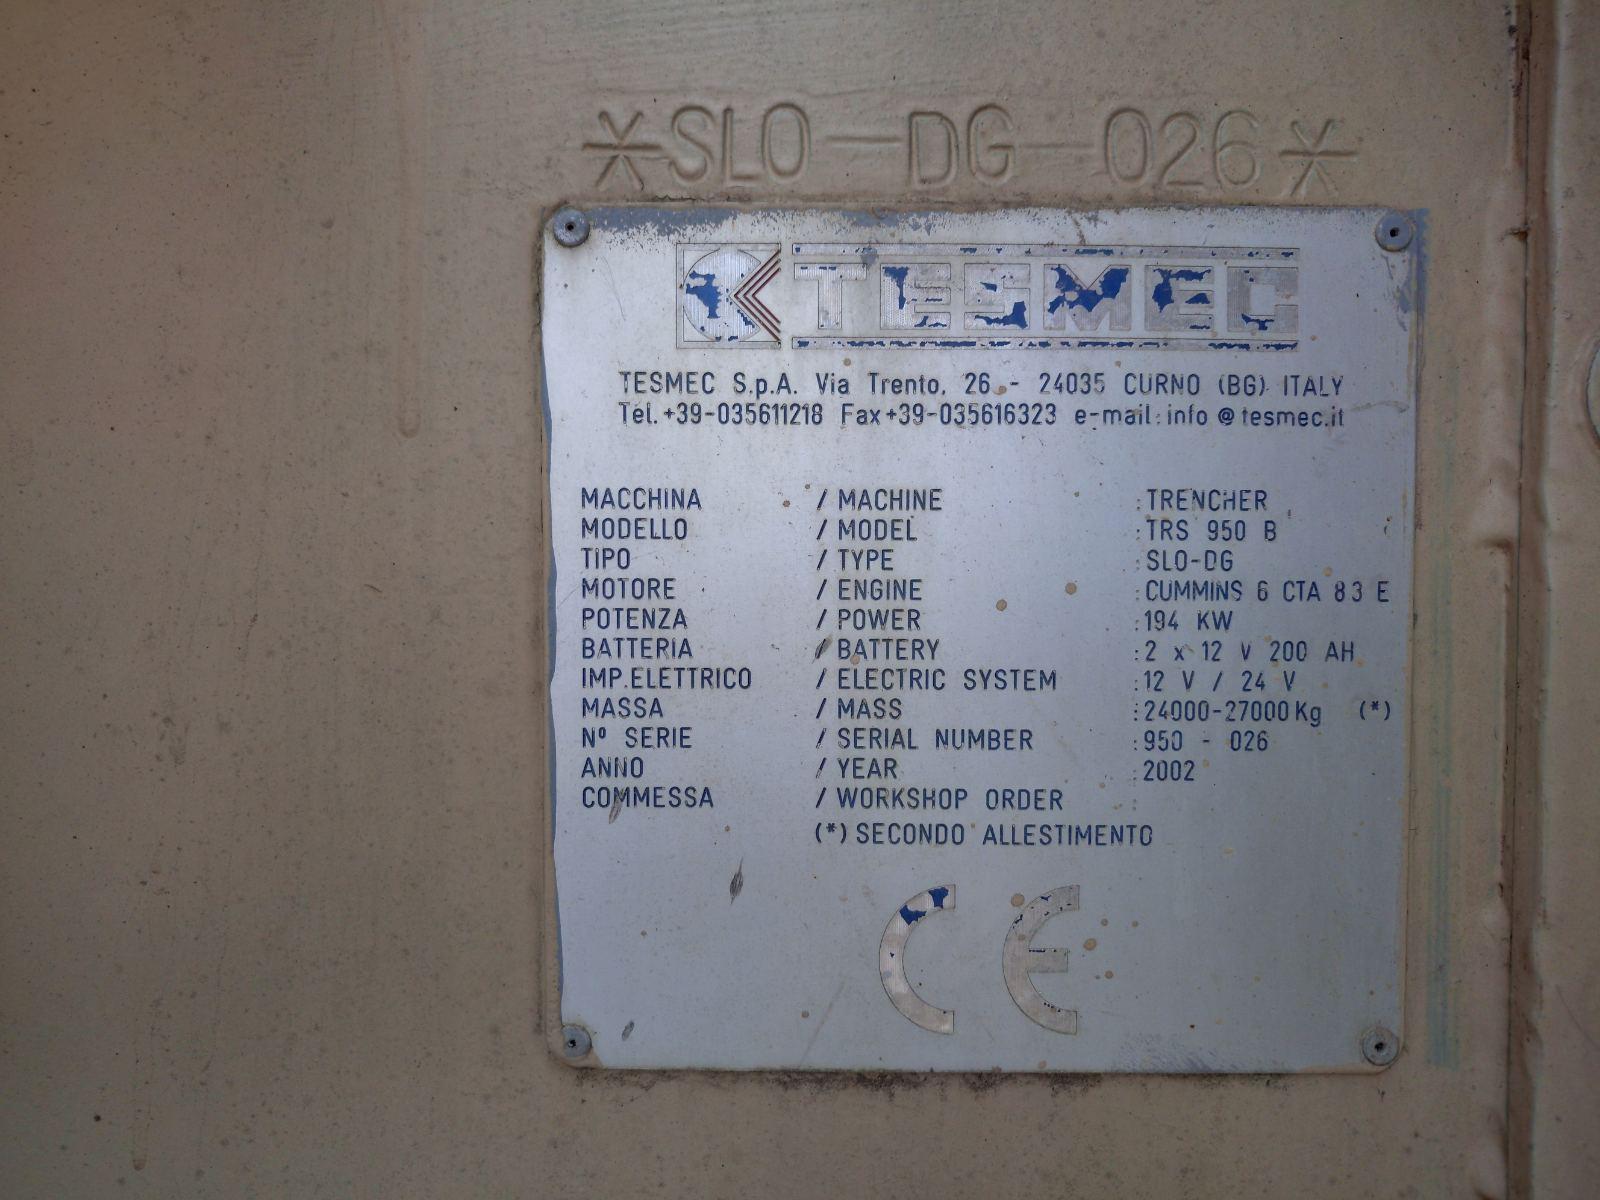 *SLO-DG-026*
TESMEC
TESMEC S.p.A. Via Trento, 26 - 24035 CURNO (BG) ITALY
Tel. +39-035611218 Fax +39-035616323 e-mail: info @ tesmec.it
MACCHINA / MACHINE : TRENCHER
MODELLO / MODEL : TRS 950 B
TIPO / TYPE : SLO-DG
MOTORE / ENGINE : CUMMINS 6 CTA 83 E
POTENZA / POWER : 194 KW
BATTERIA / BATTERY : 2 x 12 V 200 AH
IMP.ELETTRICO / ELECTRIC SYSTEM : 12 V / 24 V
MASSA / MASS : 24000-27000 Kg (*)
Nº SERIE / SERIAL NUMBER : 950 - 026
ANNO / YEAR : 2002
COMMESSA / WORKSHOP ORDER :
(*) SECONDO ALLESTIMENTO
CE